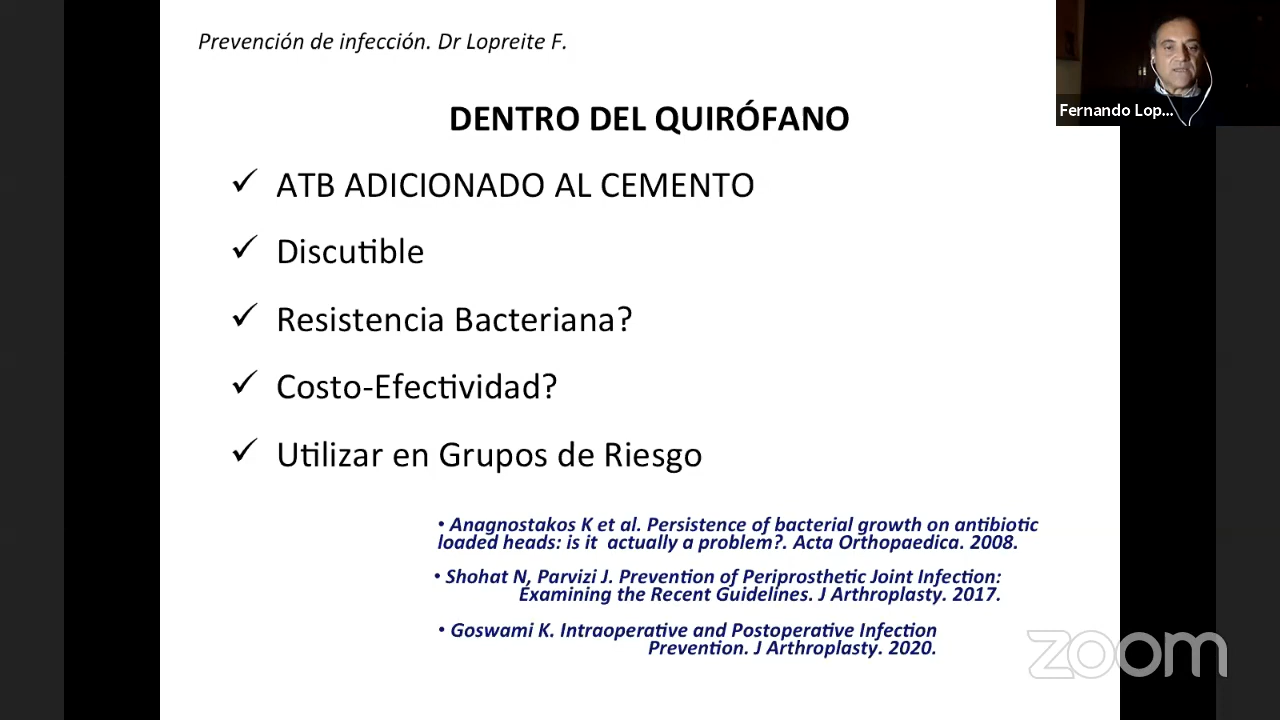 Prevención de infección. Dr Lopreite F.
Fernando Lop...
DENTRO DEL QUIRÓFANO
✓ ATB ADICIONADO AL CEMENTO
✓ Discutible
✓ Resistencia Bacteriana?
✓ Costo-Efectividad?
✓ Utilizar en Grupos de Riesgo
• Anagnostakos K et al. Persistence of bacterial growth on antibiotic
loaded heads: is it actually a problem?. Acta Orthopaedica. 2008.
• Shohat N, Parvizi J. Prevention of Periprosthetic Joint Infection:
Examining the Recent Guidelines. J Arthroplasty. 2017.
• Goswami K. Intraoperative and Postoperative Infection
Prevention. J Arthroplasty. 2020.
zoom